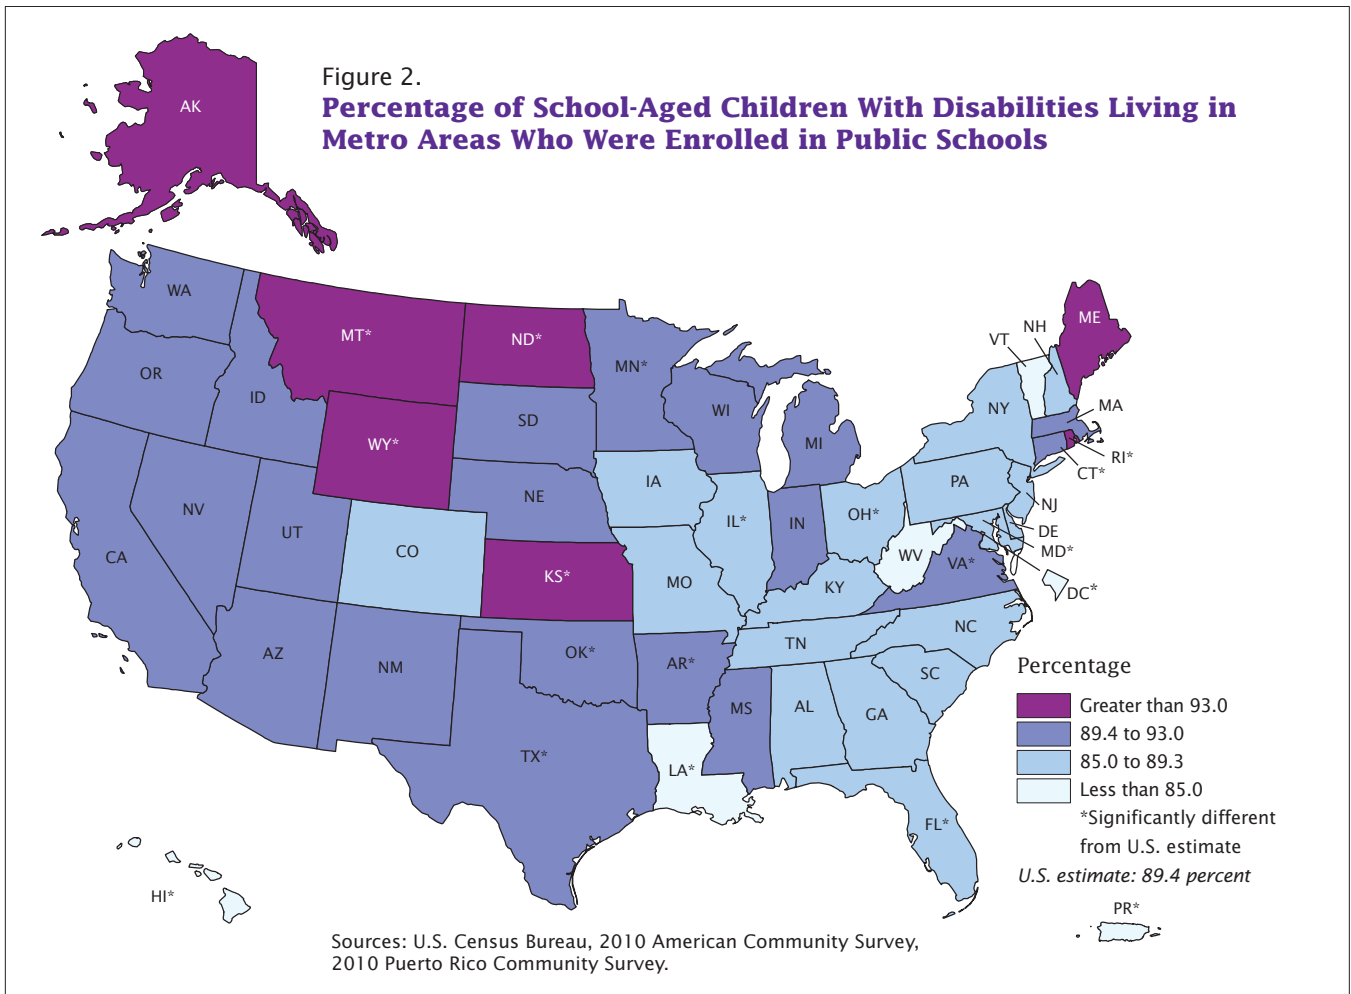 Figure 2.
Percentage of School-Aged Children With Disabilities Living in
Metro Areas Who Were Enrolled in Public Schools
AK
WA
MT*
ND*
MN*
ME
NH
VT
OR
ID
WY*
SD
WI
MI
NY
MA
RI*
CT*
NV
UT
CO
NE
IA
IL*
IN
OH*
PA
NJ
DE
MD*
DC*
CA
KS*
MO
KY
WV
VA*
AZ
NM
OK*
AR*
TN
NC
SC
TX*
LA*
MS
AL
GA
FL*
HI*
PR*
Percentage
Greater than 93.0
89.4 to 93.0
85.0 to 89.3
Less than 85.0
*Significantly different
from U.S. estimate
U.S. estimate: 89.4 percent
Sources: U.S. Census Bureau, 2010 American Community Survey,
2010 Puerto Rico Community Survey.